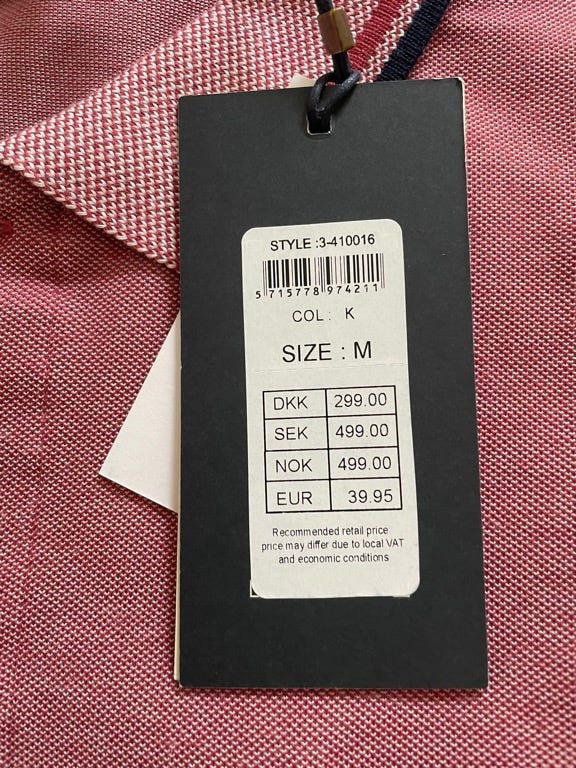 STYLE :3-410016
5 715778 974211
COL : K
SIZE : M
DKK 299.00
SEK 499.00
NOK 499.00
EUR 39.95
Recommended retail price
price may differ due to local VAT
and economic conditions